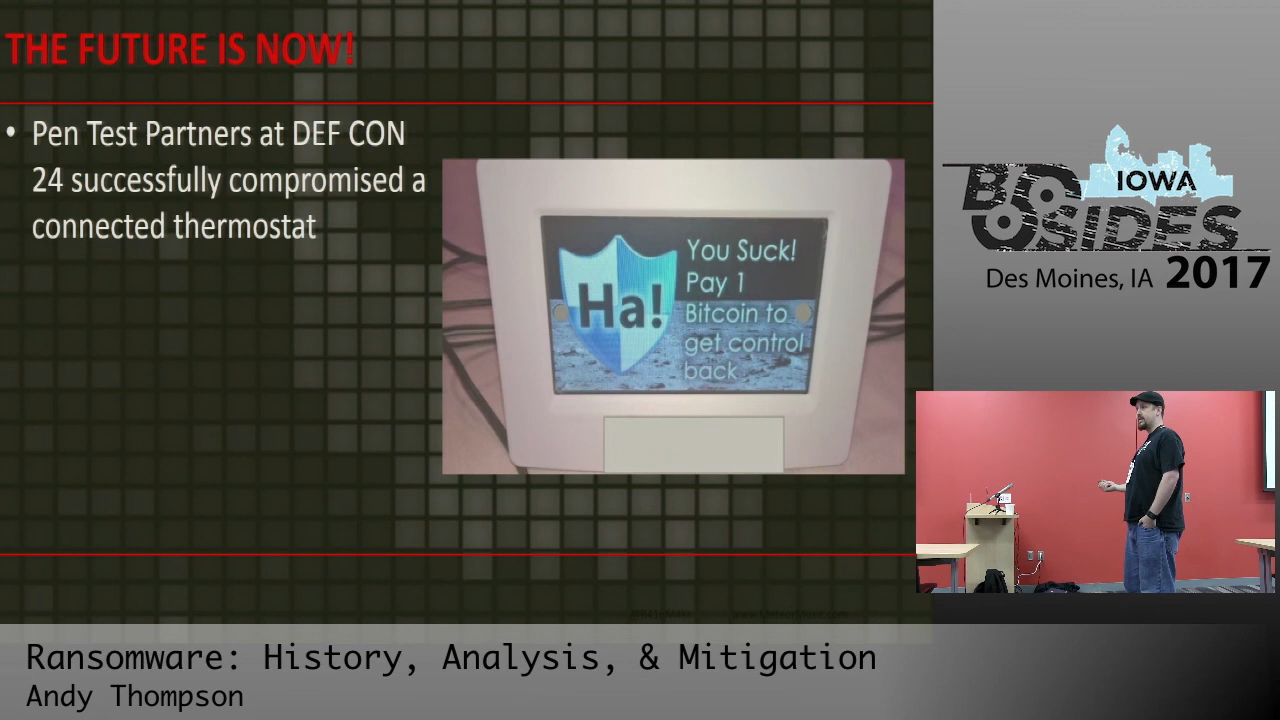 THE FUTURE IS NOW!
• Pen Test Partners at DEF CON
24 successfully compromised a
connected thermostat
Ha!
You Suck!
Pay 1
Bitcoin to
get control
back
IOWA
BSIDES
Des Moines, IA 2017
Ransomware: History, Analysis, & Mitigation
Andy Thompson